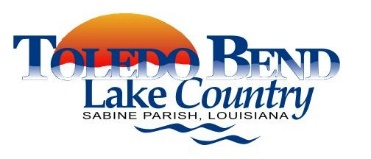 TOLEDO BEND
Lake Country
SABINE PARISH, LOUISIANA